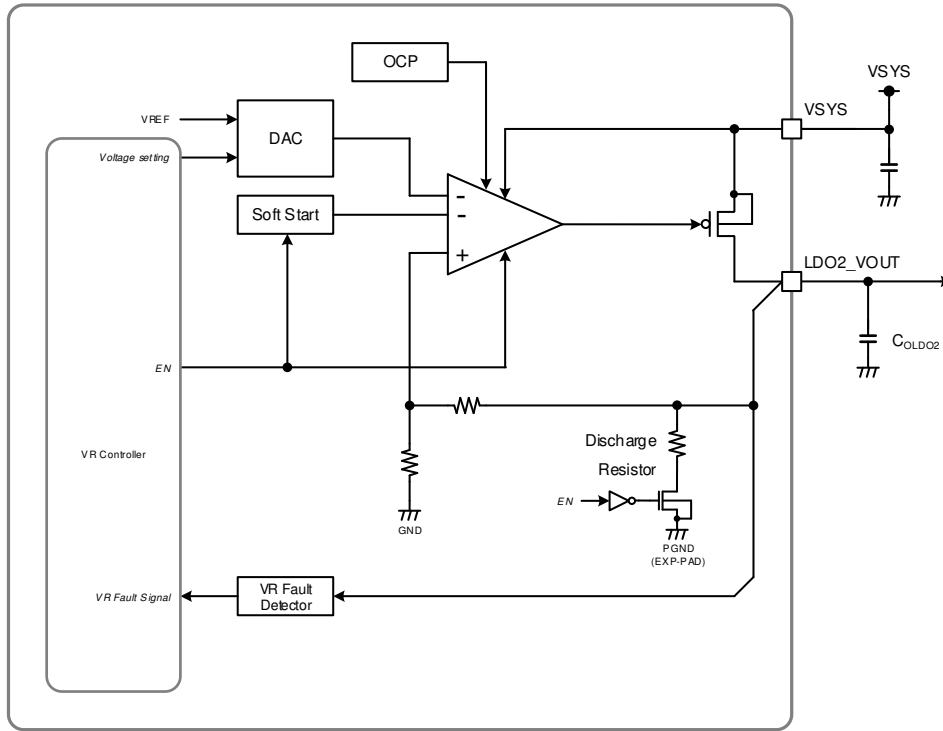 OCP
VSYS
VSYS
VREF
DAC
Voltage setting
-
Soft Start
-
+
LDO2_VOUT
COLDO2
EN
Discharge
Resistor
VR Controller
EN
GND
PGND
(EXP-PAD)
VR Fault Signal
VR Fault
Detector